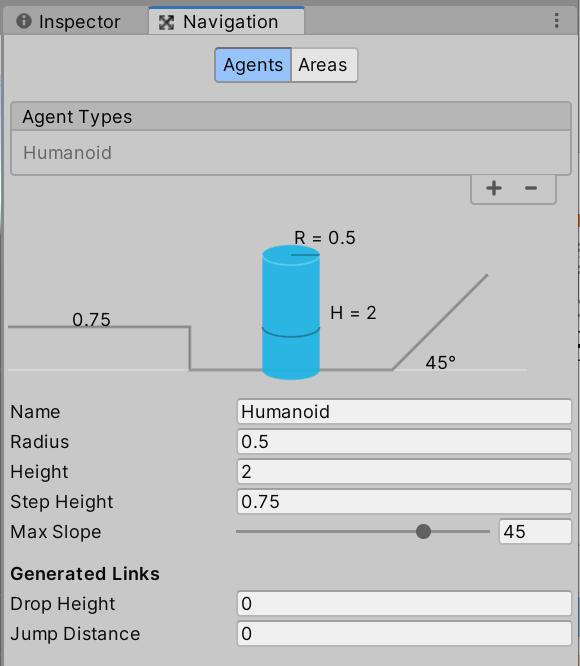 Inspector Navigation
Agents Areas
Agent Types
Humanoid
R = 0.5
H = 2
0.75
45°
Name Humanoid
Radius 0.5
Height 2
Step Height 0.75
Max Slope 45
Generated Links
Drop Height 0
Jump Distance 0